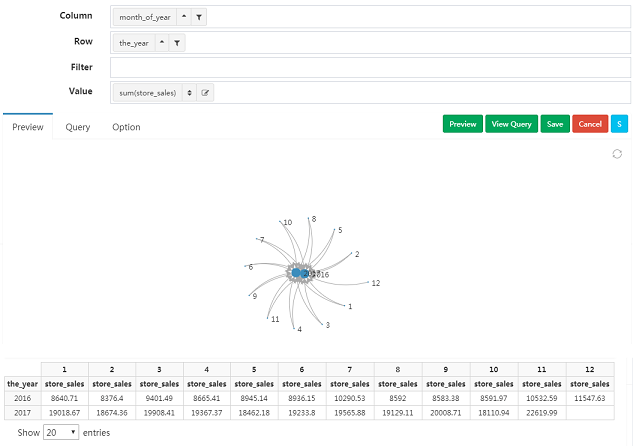 Column month_of_year
Row the_year
Filter
Value sum(store_sales)
Preview Query Option Preview View Query Save Cancel S
10 8
5
7
2
6 2016
12
9
1
11
4 3
1 2 3 4 5 6 7 8 9 10 11 12
the_year store_sales store_sales store_sales store_sales store_sales store_sales store_sales store_sales store_sales store_sales store_sales store_sales
2016 8640.71 8376.4 9401.49 8665.41 8945.14 8936.15 10290.53 8592 8583.38 8591.97 10532.59 11547.63
2017 19018.67 18674.36 19908.41 19367.37 18462.18 19233.8 19565.88 19129.11 20008.71 18110.94 22619.99
Show 20 entries